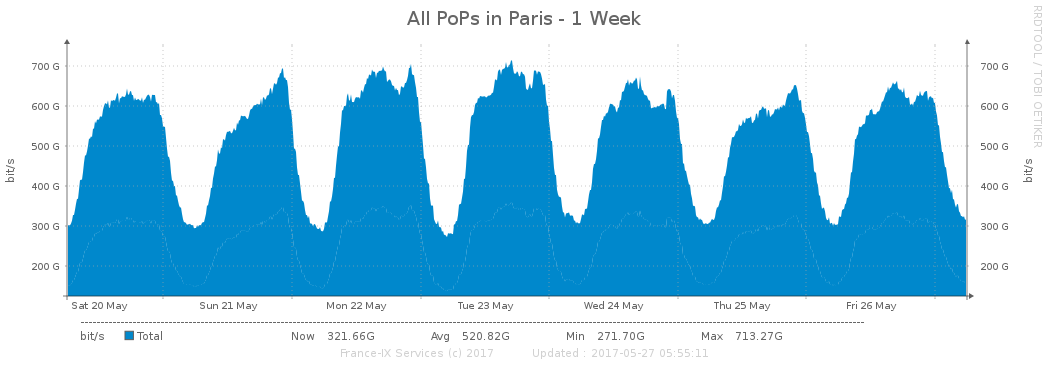 All PoPs in Paris - 1 Week
RRDTOOL / TOBI OETIKER
700 G 700 G
600 G 600 G
500 G 500 G
400 G 400 G
300 G 300 G
200 G 200 G
bit/s bit/s
Sat 20 May Sun 21 May Mon 22 May Tue 23 May Wed 24 May Thu 25 May Fri 26 May
bit/s Total Now 321.66G Avg 520.82G Min 271.70G Max 713.27G
France-IX Services (c) 2017 Updated : 2017-05-27 05:55:11